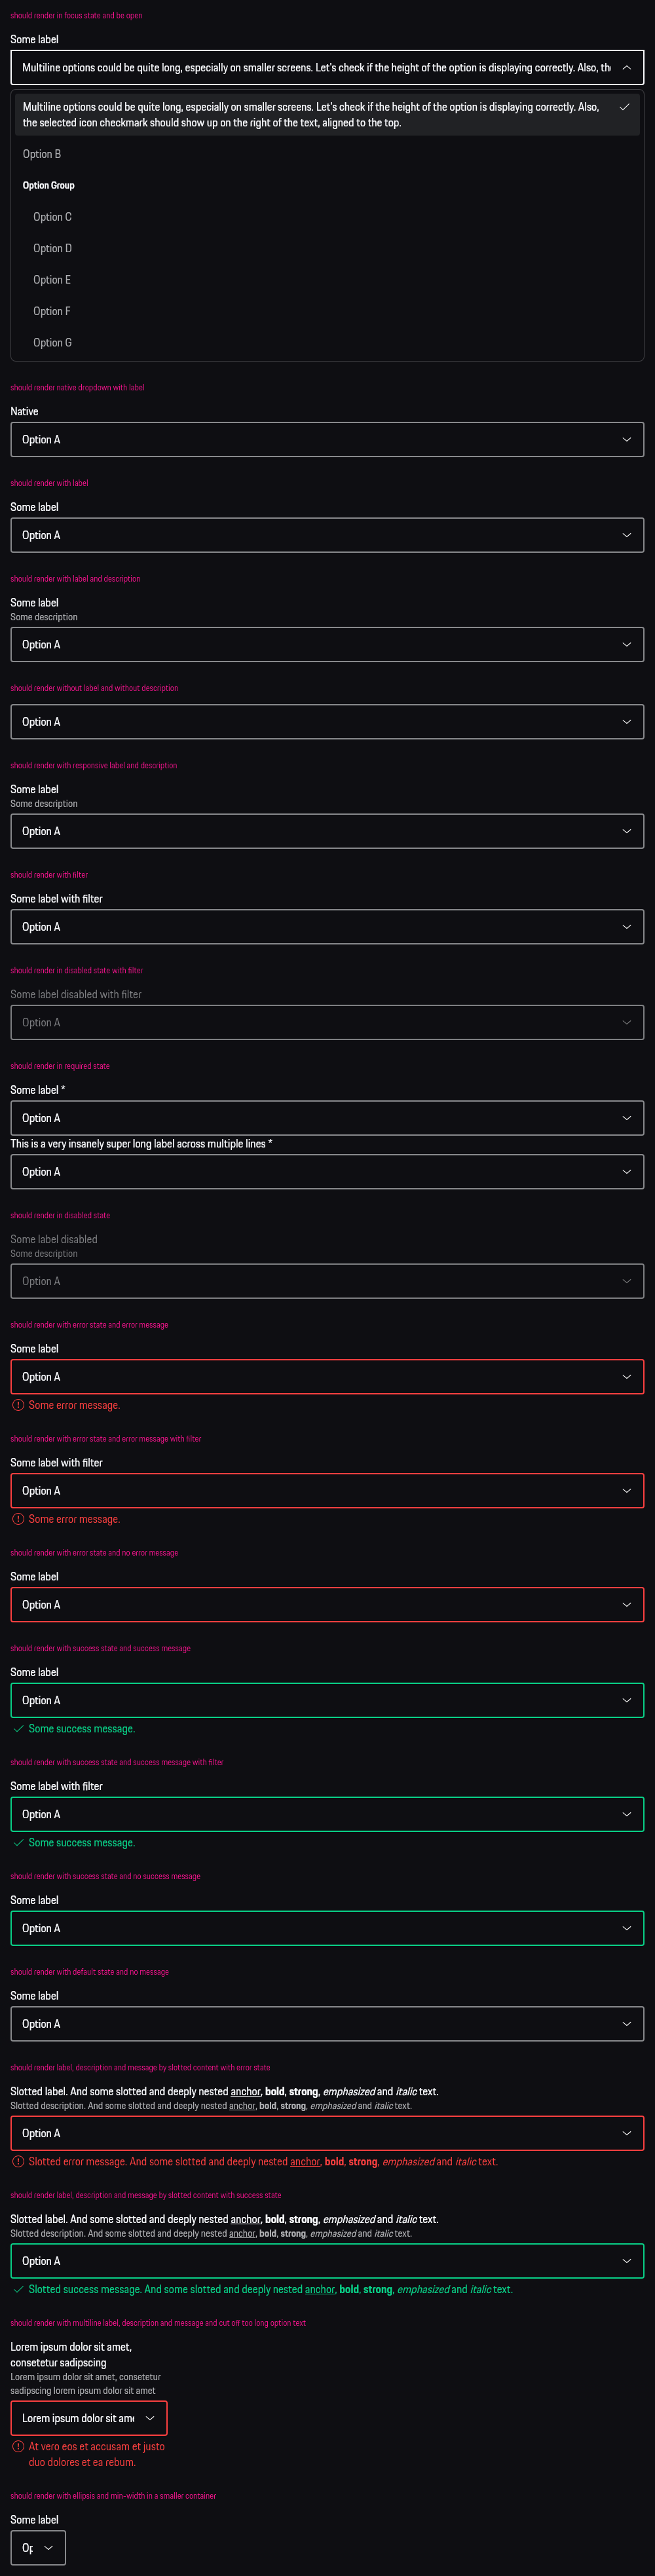 should render in focus state and be open
Some label
Multiline options could be quite long, especially on smaller screens. Let's check if the height of the option is displaying correctly. Also, the
Multiline options could be quite long, especially on smaller screens. Let's check if the height of the option is displaying correctly. Also,
the selected icon checkmark should show up on the right of the text, aligned to the top.
Option B
Option Group
Option C
Option D
Option E
Option F
Option G
should render native dropdown with label
Native
Option A
should render with label
Some label
Option A
should render with label and description
Some label
Some description
Option A
should render without label and without description
Option A
should render with responsive label and description
Some label
Some description
Option A
should render with filter
Some label with filter
Option A
should render in disabled state with filter
Some label disabled with filter
Option A
should render in required state
Some label *
Option A
This is a very insanely super long label across multiple lines *
Option A
should render in disabled state
Some label disabled
Some description
Option A
should render with error state and error message
Some label
Option A
Some error message.
should render with error state and error message with filter
Some label with filter
Option A
Some error message.
should render with error state and no error message
Some label
Option A
should render with success state and success message
Some label
Option A
Some success message.
should render with success state and success message with filter
Some label with filter
Option A
Some success message.
should render with success state and no success message
Some label
Option A
should render with default state and no message
Some label
Option A
should render label, description and message by slotted content with error state
Slotted label. And some slotted and deeply nested anchor, bold, strong, emphasized and italic text.
Slotted description. And some slotted and deeply nested anchor, bold, strong, emphasized and italic text.
Option A
Slotted error message. And some slotted and deeply nested anchor, bold, strong, emphasized and italic text.
should render label, description and message by slotted content with success state
Slotted label. And some slotted and deeply nested anchor, bold, strong, emphasized and italic text.
Slotted description. And some slotted and deeply nested anchor, bold, strong, emphasized and italic text.
Option A
Slotted success message. And some slotted and deeply nested anchor, bold, strong, emphasized and italic text.
should render with multiline label, description and message and cut off too long option text
Lorem ipsum dolor sit amet,
consetetur sadipscing
Lorem ipsum dolor sit amet, consetetur
sadipscing lorem ipsum dolor sit amet
Lorem ipsum dolor sit ame
At vero eos et accusam et justo
duo dolores et ea rebum.
should render with ellipsis and min-width in a smaller container
Some label
Op